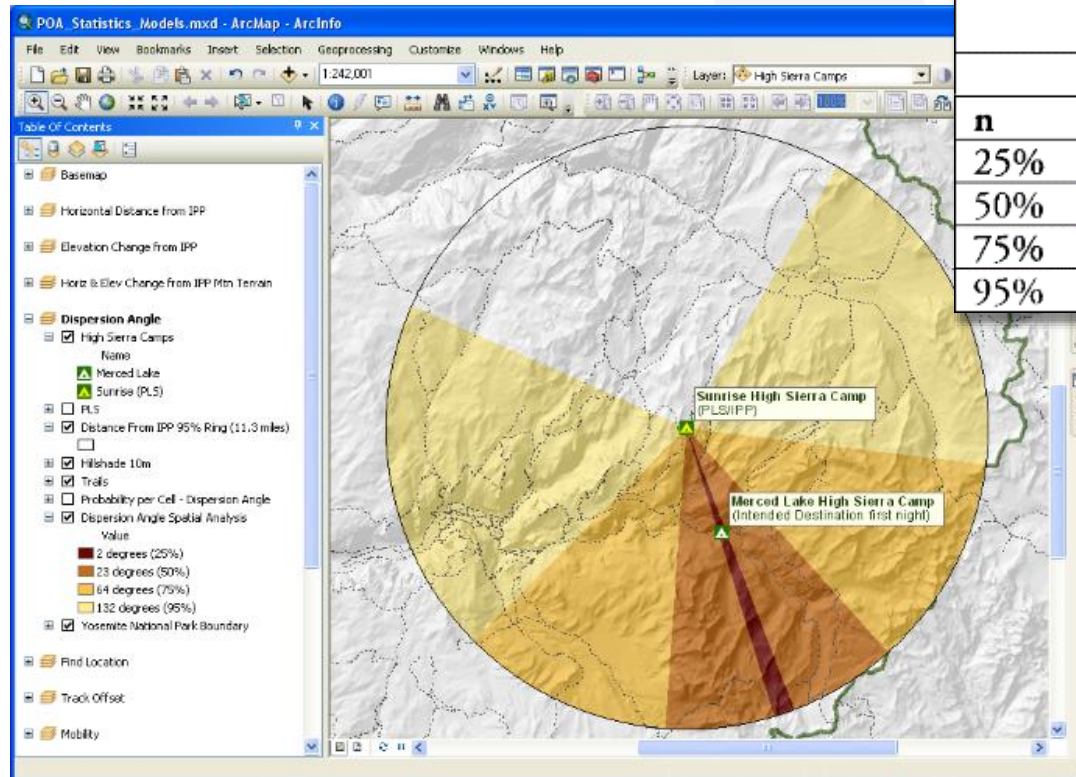 POA_Statistics_Models.mxd - ArcMap - ArcInfo
File Edit View Bookmarks Insert Selection Geoprocessing Customize Windows Help
1:242,001
Layer: High Sierra Camps
100%
Table Of Contents
Basemap
Horizontal Distance from IPP
Elevation Change from IPP
Horiz & Elev Change from IPP Mtn Terrain
Dispersion Angle
High Sierra Camps
Name
Merced Lake
Sunrise (PLS)
PLS
Distance From IPP 95% Ring (11.3 miles)
Hillshade 10m
Trails
Probability per Cell - Dispersion Angle
Dispersion Angle Spatial Analysis
Value
2 degrees (25%)
23 degrees (50%)
64 degrees (75%)
132 degrees (95%)
Yosemite National Park Boundary
Find Location
Track Offset
Mobility
Sunrise High Sierra Camp
(PLS/IPP)
Merced Lake High Sierra Camp
(Intended Destination first night)
n
25%
50%
75%
95%